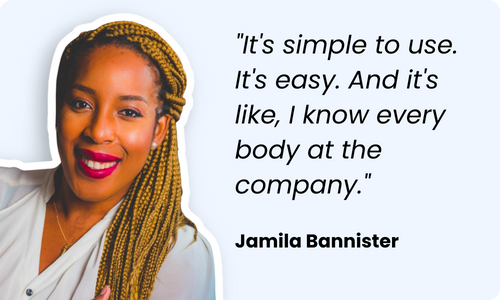 "It's simple to use.
It's easy. And it's
like, I know every
body at the
company."
Jamila Bannister